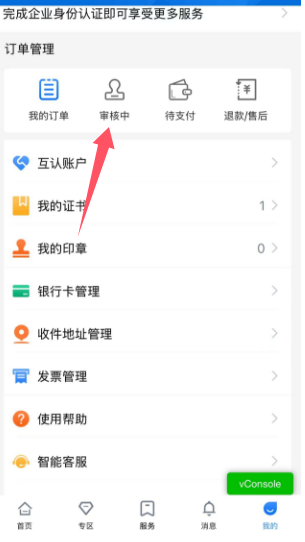 完成企业身份认证即可享受更多服务
订单管理
我的订单 审核中 待支付 退款/售后
互认账户
我的证书 1
我的印章 0
银行卡管理
收件地址管理
发票管理
使用帮助
智能客服
vConsole
首页 专区 服务 消息 我的